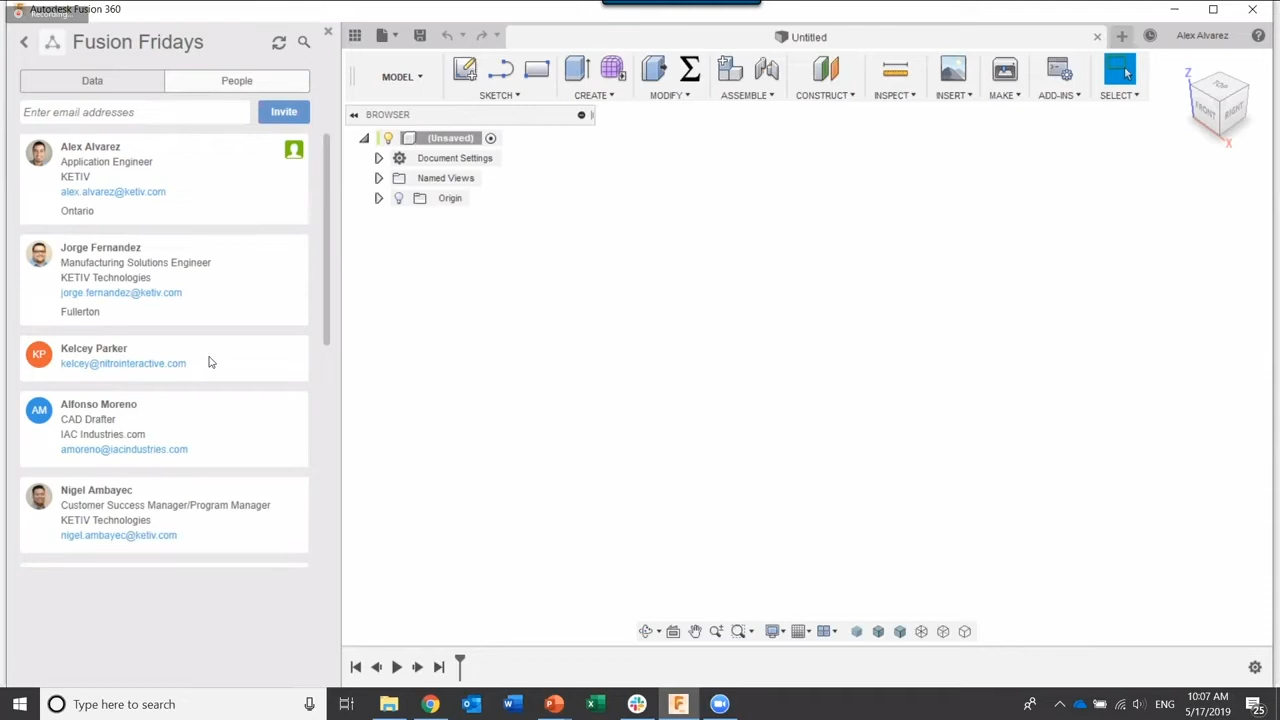 Autodesk Fusion 360
Recording...
Fusion Fridays
Data
People
Enter email addresses
Invite
Alex Alvarez
Application Engineer
KETIV
alex.alvarez@ketiv.com
Ontario
Jorge Fernandez
Manufacturing Solutions Engineer
KETIV Technologies
jorge.fernandez@ketiv.com
Fullerton
KP
Kelcey Parker
kelcey@nitrointeractive.com
AM
Alfonso Moreno
CAD Drafter
IAC Industries.com
amoreno@iacindustries.com
Nigel Ambayec
Customer Success Manager/Program Manager
KETIV Technologies
nigel.ambayec@ketiv.com
Untitled
Alex Alvarez
MODEL
SKETCH
CREATE
MODIFY
ASSEMBLE
CONSTRUCT
INSPECT
INSERT
MAKE
ADD-INS
SELECT
BROWSER
(Unsaved)
Document Settings
Named Views
Origin
Z
TOP
FRONT
RIGHT
X
Type here to search
ENG
10:07 AM
5/17/2019
25